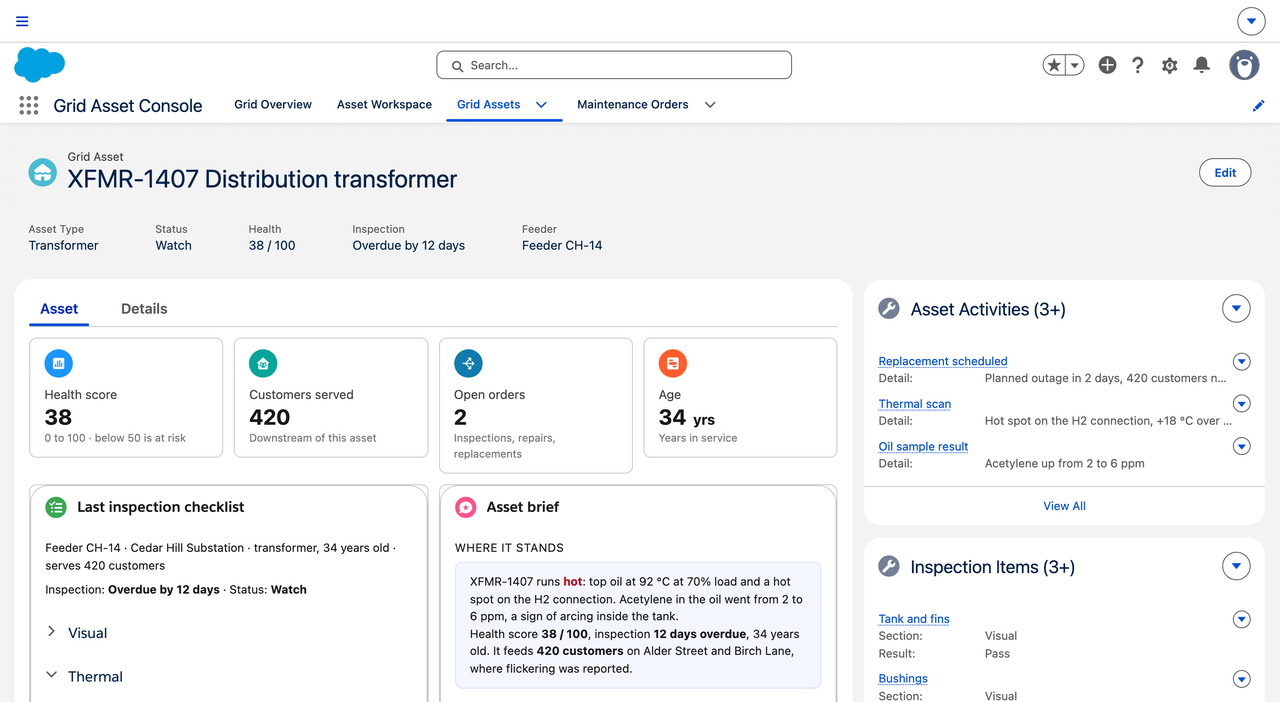 Search...
Grid Asset Console
Grid Overview
Asset Workspace
Grid Assets
Maintenance Orders
Grid Asset
XFMR-1407 Distribution transformer
Edit
Asset Type
Transformer
Status
Watch
Health
38 / 100
Inspection
Overdue by 12 days
Feeder
Feeder CH-14
Asset
Details
Health score
38
0 to 100 · below 50 is at risk
Customers served
420
Downstream of this asset
Open orders
2
Inspections, repairs,
replacements
Age
34 yrs
Years in service
Last inspection checklist
Feeder CH-14 · Cedar Hill Substation · transformer, 34 years old ·
serves 420 customers
Inspection: Overdue by 12 days · Status: Watch
Visual
Thermal
Asset brief
WHERE IT STANDS
XFMR-1407 runs hot: top oil at 92 °C at 70% load and a hot
spot on the H2 connection. Acetylene in the oil went from 2 to
6 ppm, a sign of arcing inside the tank.
Health score 38 / 100, inspection 12 days overdue, 34 years
old. It feeds 420 customers on Alder Street and Birch Lane,
where flickering was reported.
Asset Activities (3+)
Replacement scheduled
Detail: Planned outage in 2 days, 420 customers n...
Thermal scan
Detail: Hot spot on the H2 connection, +18 °C over ...
Oil sample result
Detail: Acetylene up from 2 to 6 ppm
View All
Inspection Items (3+)
Tank and fins
Section: Visual
Result: Pass
Bushings
Section: Visual